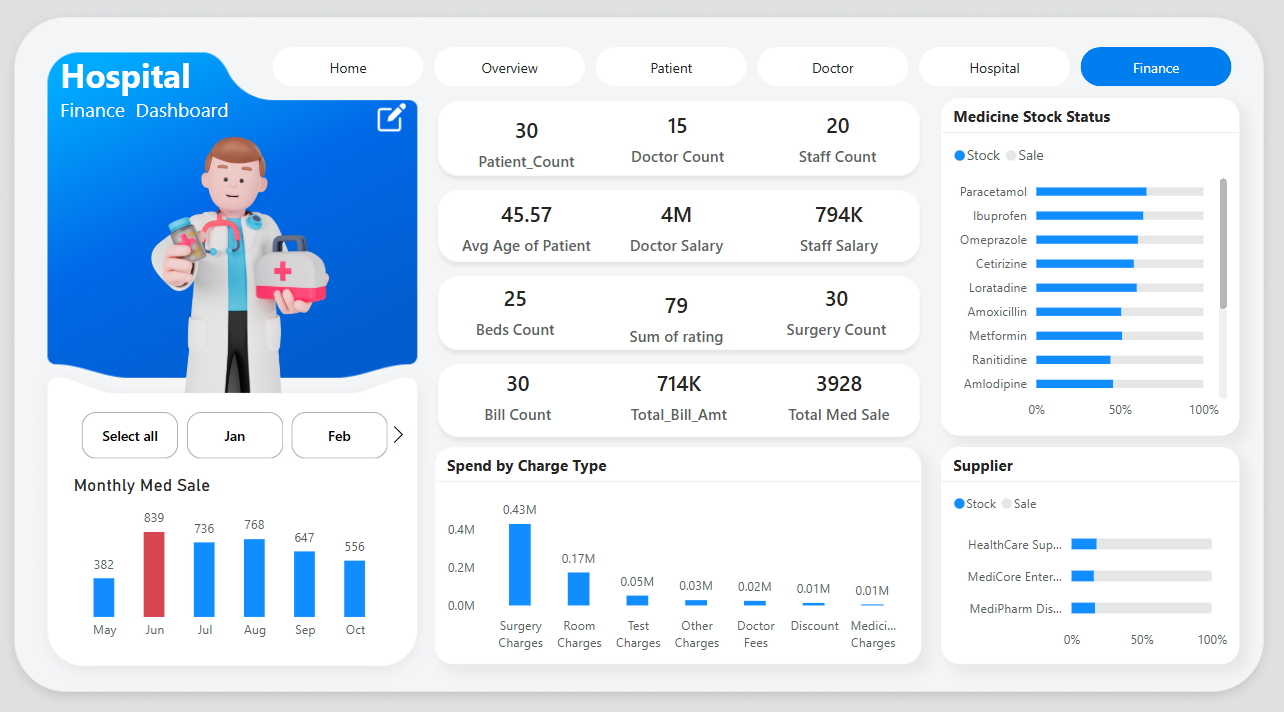 Hospital
Finance Dashboard
Home
Overview
Patient
Doctor
Hospital
Finance
30
Patient_Count
15
Doctor Count
20
Staff Count
45.57
Avg Age of Patient
4M
Doctor Salary
794K
Staff Salary
25
Beds Count
79
Sum of rating
30
Surgery Count
30
Bill Count
714K
Total_Bill_Amt
3928
Total Med Sale
Medicine Stock Status
Stock Sale
Paracetamol
Ibuprofen
Omeprazole
Cetirizine
Loratadine
Amoxicillin
Metformin
Ranitidine
Amlodipine
0% 50% 100%
Select all
Jan
Feb
Monthly Med Sale
382
839
736
768
647
556
May Jun Jul Aug Sep Oct
Spend by Charge Type
0.4M
0.2M
0.0M
0.43M
0.17M
0.05M
0.03M
0.02M
0.01M
0.01M
Surgery
Charges
Room
Charges
Test
Charges
Other
Charges
Doctor
Fees
Discount
Medici...
Charges
Supplier
Stock Sale
HealthCare Sup...
MediCore Enter...
MediPharm Dis...
0% 50% 100%